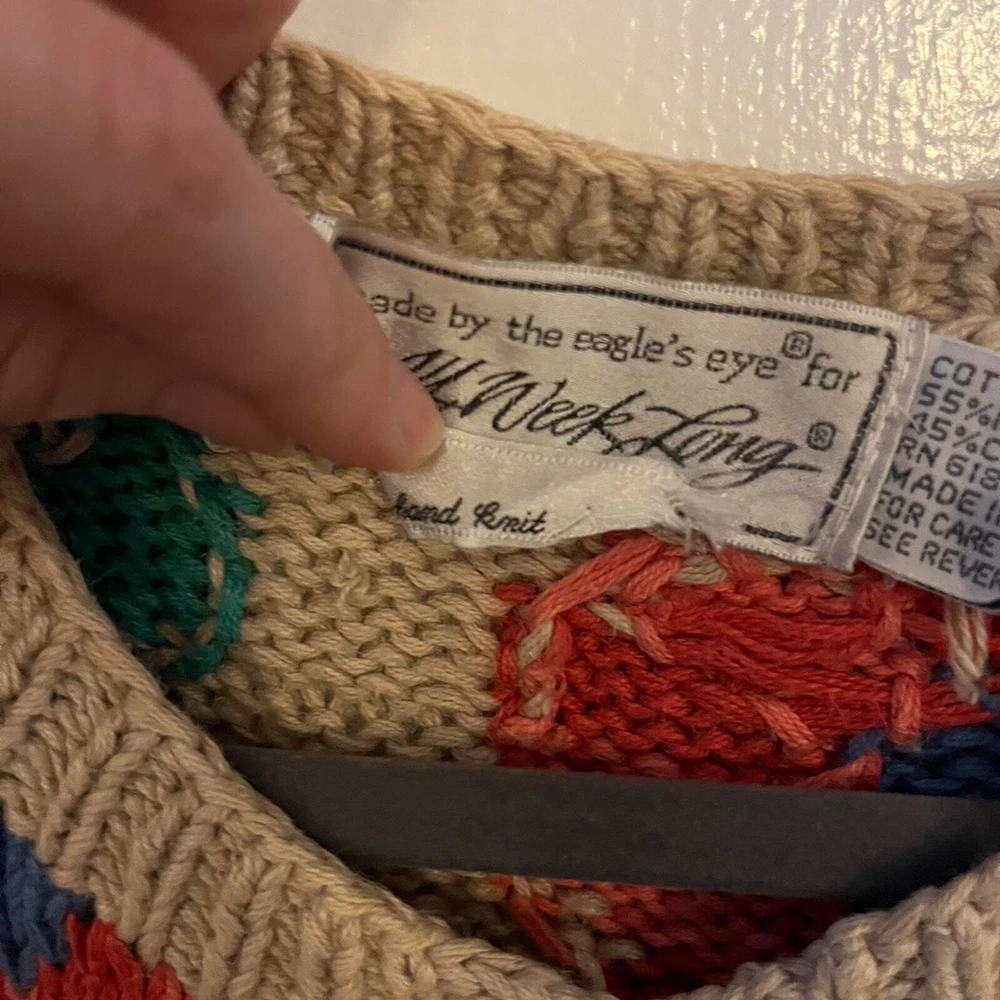 ade by the eagle's eye® for
All Week Long®
hand knit
COT
55%
45% C
RN 618
MADE I
FOR CARE
SEE REVER